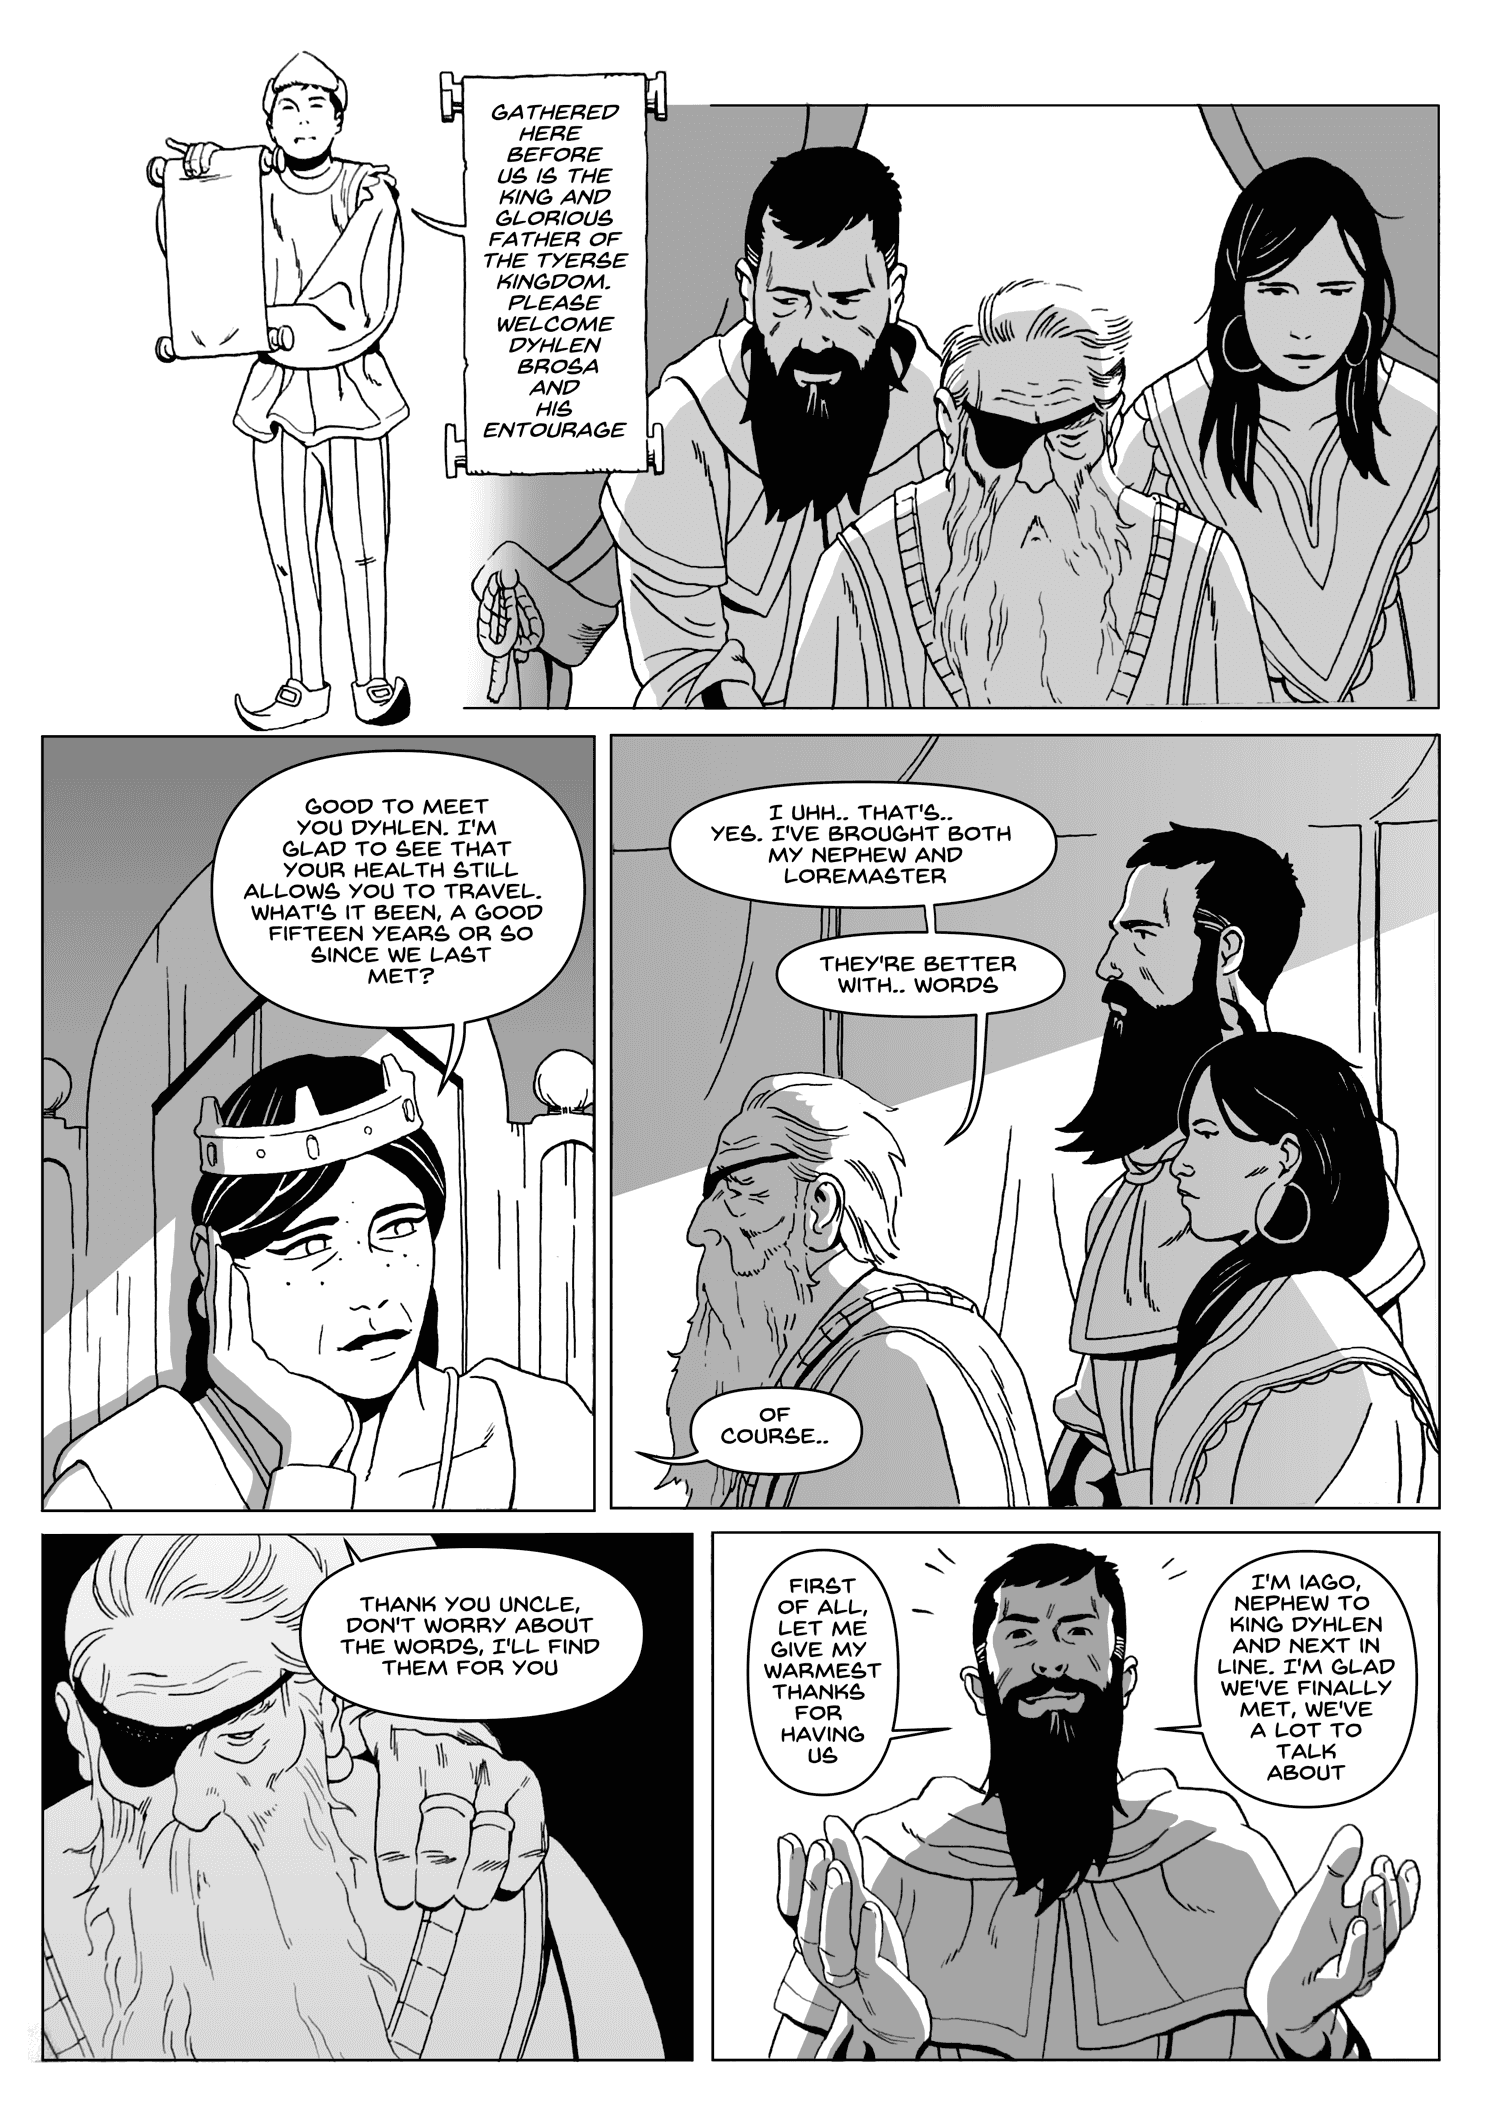 GATHERED
HERE
BEFORE
US IS THE
KING AND
GLORIOUS
FATHER OF
THE TYERSE
KINGDOM.
PLEASE
WELCOME
DYHLEN
BROSA
AND
HIS
ENTOURAGE
GOOD TO MEET
YOU DYHLEN. I'M
GLAD TO SEE THAT
YOUR HEALTH STILL
ALLOWS YOU TO TRAVEL.
WHAT'S IT BEEN, A GOOD
FIFTEEN YEARS OR SO
SINCE WE LAST
MET?
I UHH.. THAT'S..
YES. I'VE BROUGHT BOTH
MY NEPHEW AND
LOREMASTER
THEY'RE BETTER
WITH.. WORDS
OF
COURSE..
THANK YOU UNCLE,
DON'T WORRY ABOUT
THE WORDS, I'LL FIND
THEM FOR YOU
FIRST
OF ALL,
LET ME
GIVE MY
WARMEST
THANKS
FOR
HAVING
US
I'M IAGO,
NEPHEW TO
KING DYHLEN
AND NEXT IN
LINE. I'M GLAD
WE'VE FINALLY
MET, WE'VE
A LOT TO
TALK
ABOUT